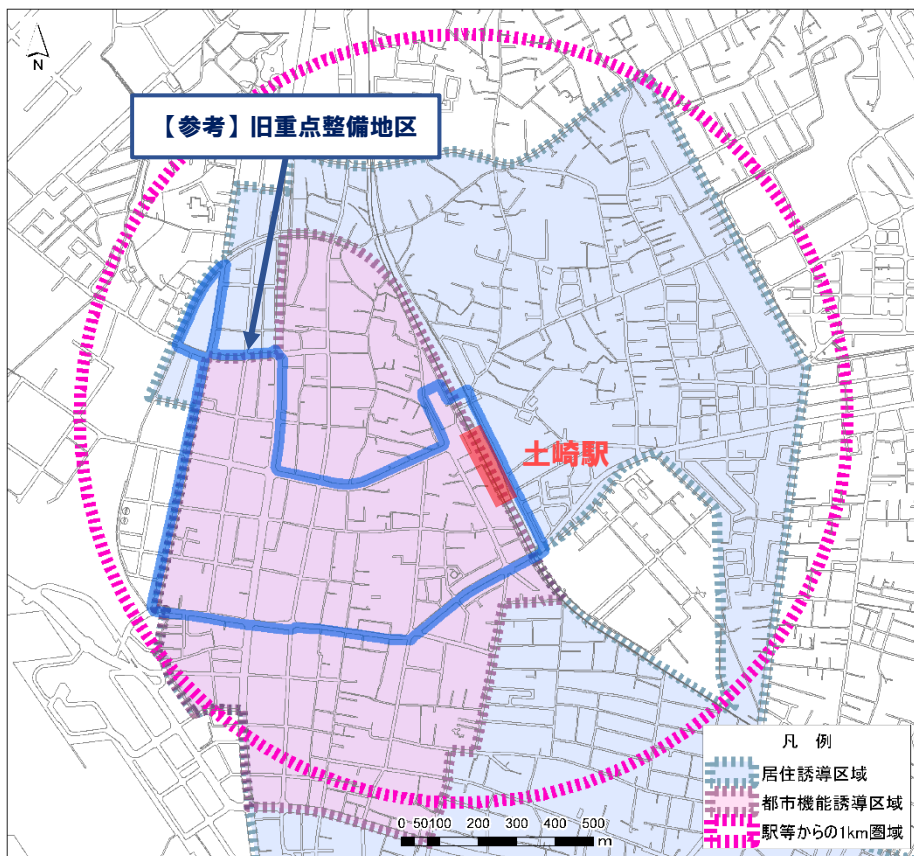 N
【参考】旧重点整備地区
土崎駅
凡 例
居住誘導区域
都市機能誘導区域
駅等からの1km圏域
0 50 100 200 300 400 500
m